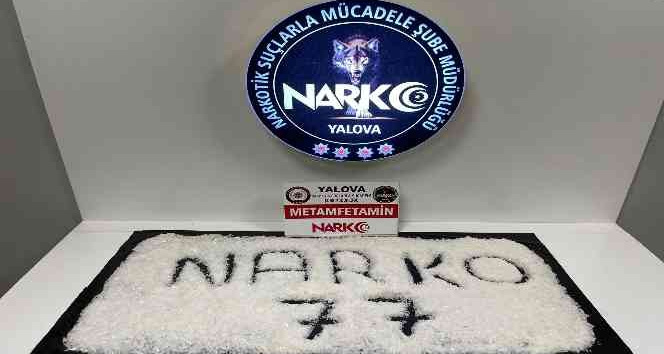 NARKOTİK SUÇLARLA MÜCADELE ŞUBE MÜDÜRLÜĞÜ
NARKO
YALOVA
YALOVA
METAMFETAMİN
NARKO
NARKO
77